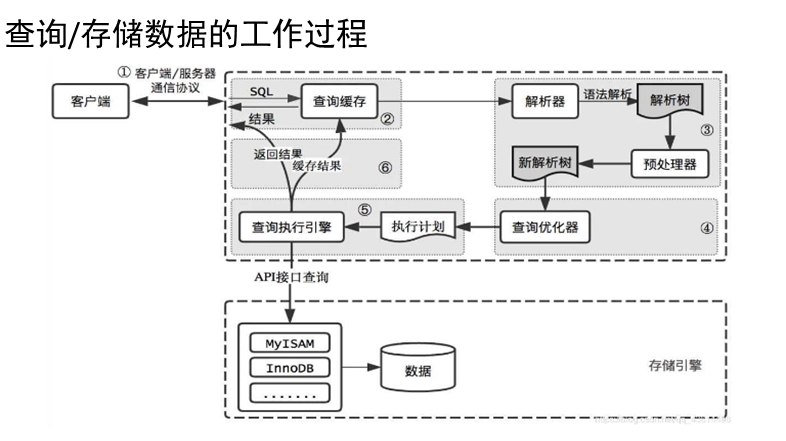 查询/存储数据的工作过程
① 客户端/服务器
通信协议
客户端
SQL
结果
查询缓存
②
解析器
语法解析
解析树
③
返回结果
缓存结果
⑥
新解析树
预处理器
查询执行引擎
⑤
执行计划
查询优化器
④
API接口查询
MyISAM
InnoDB
.......
数据
存储引擎